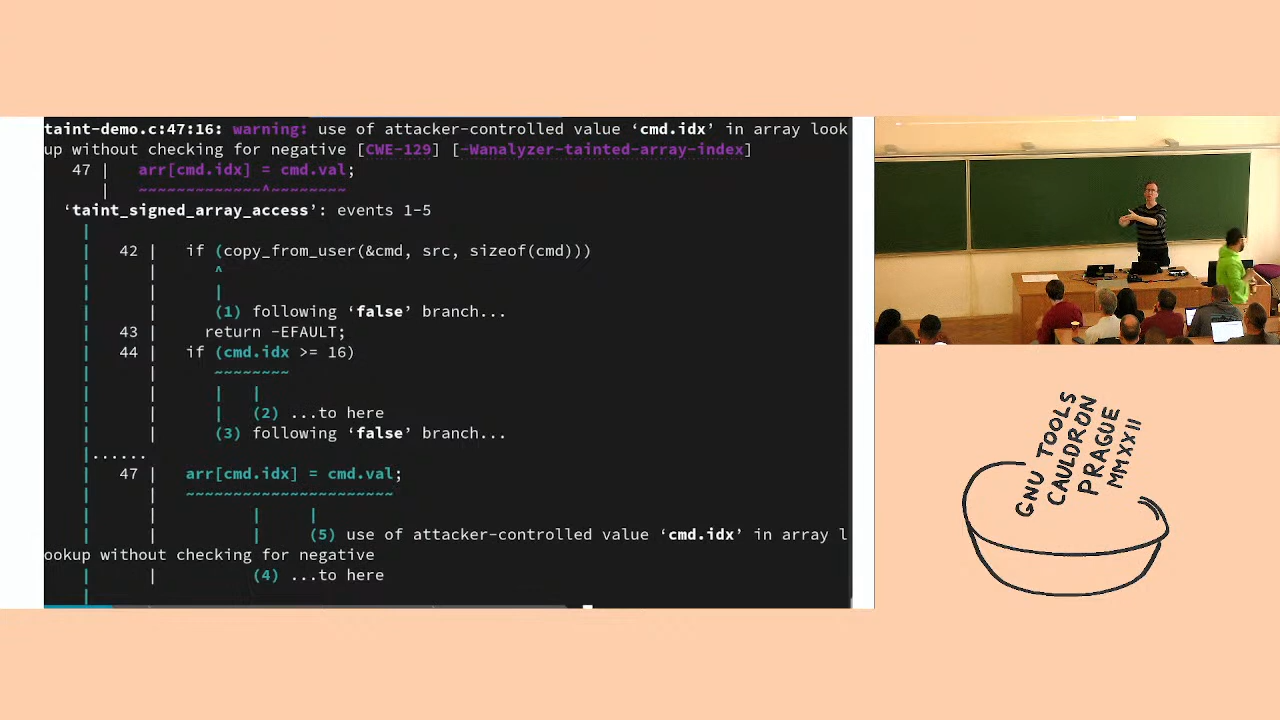 taint-demo.c:47:16: warning: use of attacker-controlled value ‘cmd.idx’ in array look
up without checking for negative [CWE-129] [-Wanalyzer-tainted-array-index]
47 | arr[cmd.idx] = cmd.val;
| ~~~~~~~~~~~~~^~~~~~~~~
‘taint_signed_array_access’: events 1-5
|
| 42 | if (copy_from_user(&cmd, src, sizeof(cmd)))
| | ^
| | |
| | (1) following ‘false’ branch...
| 43 | return -EFAULT;
| 44 | if (cmd.idx >= 16)
| | ~~~~~~~~
| | | |
| | | (2) ...to here
| | (3) following ‘false’ branch...
|......
| 47 | arr[cmd.idx] = cmd.val;
| | ~~~~~~~~~~~~~~~~~~~~~~
| | | |
| | | (5) use of attacker-controlled value ‘cmd.idx’ in array l
ookup without checking for negative
| | (4) ...to here
|
GNU TOOLS
CAULDRON
PRAGUE
MMXXII